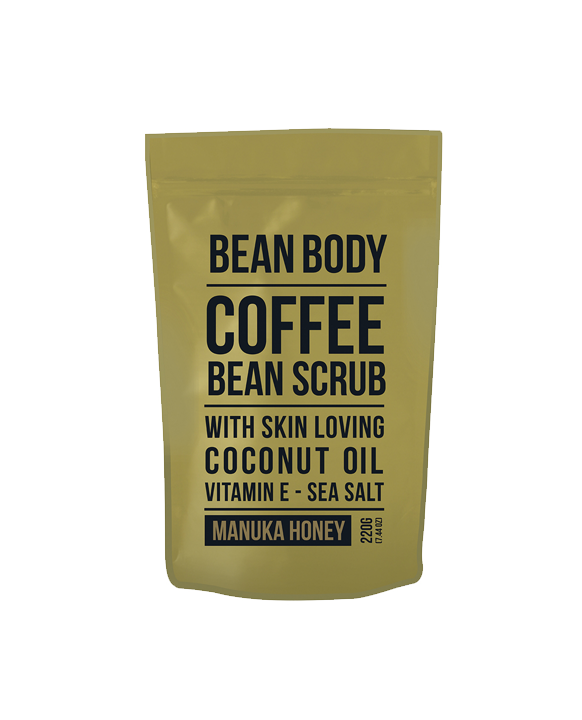 BEAN BODY
COFFEE
BEAN SCRUB
WITH SKIN LOVING
COCONUT OIL
VITAMIN E - SEA SALT
MANUKA HONEY
220G
(7.44 OZ)